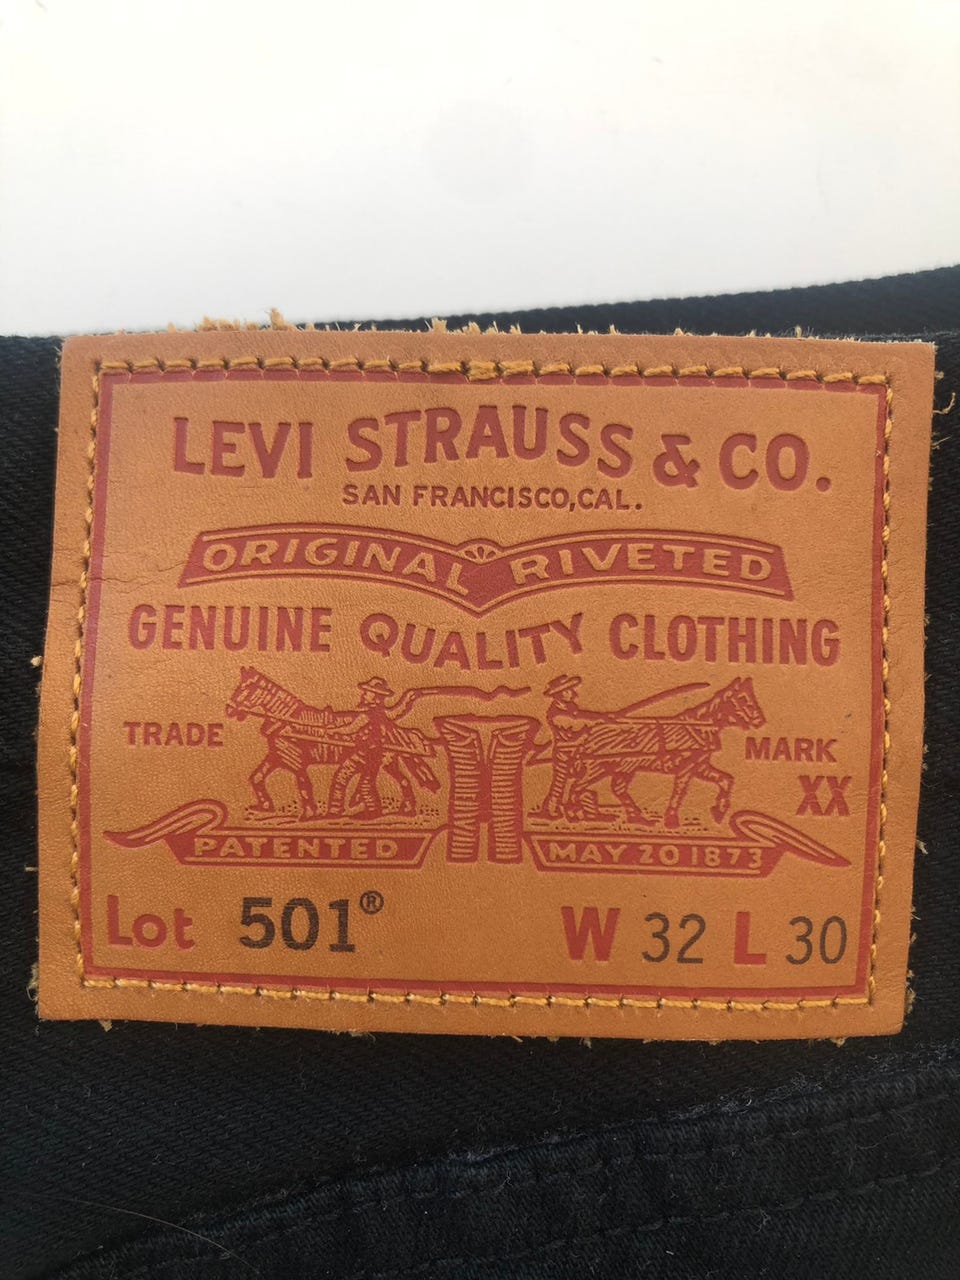 LEVI STRAUSS & CO.
SAN FRANCISCO, CAL.
ORIGINAL RIVETED
GENUINE QUALITY CLOTHING
TRADE MARK
XX
PATENTED MAY 20 1873
Lot 501® W 32 L 30